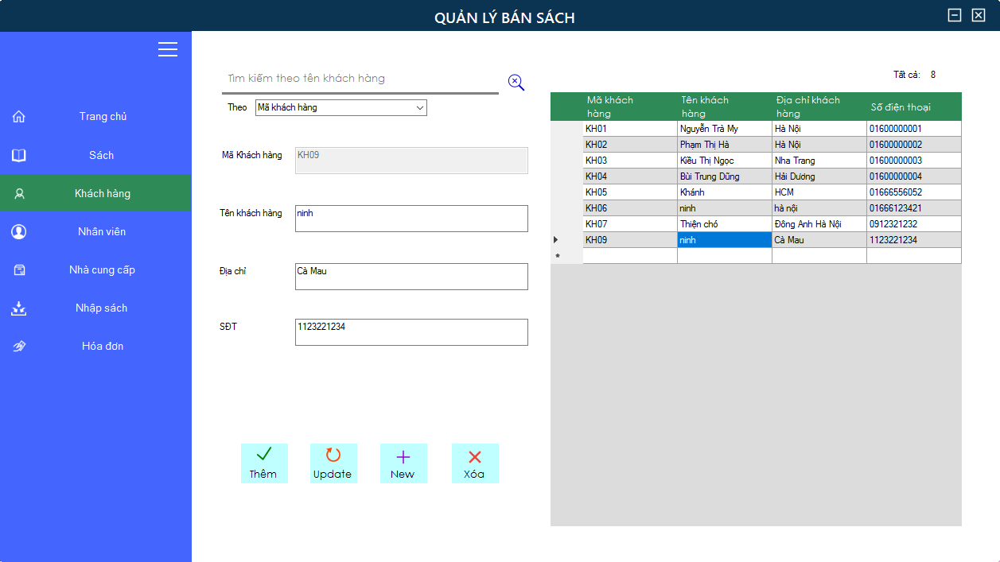 QUẢN LÝ BÁN SÁCH
Trang chủ
Sách
Khách hàng
Nhân viên
Nhà cung cấp
Nhập sách
Hóa đơn
Tìm kiếm theo tên khách hàng
Theo Mã khách hàng
Mã Khách hàng KH09
Tên khách hàng ninh
Địa chỉ Cà Mau
SĐT 1123221234
Thêm Update New Xóa
Tất cả: 8
Mã khách hàng Tên khách hàng Địa chỉ khách hàng Số điện thoại
KH01 Nguyễn Trà My Hà Nội 01600000001
KH02 Phạm Thị Hà Hà Nội 01600000002
KH03 Kiều Thị Ngọc Nha Trang 01600000003
KH04 Bùi Trung Dũng Hải Dương 01600000004
KH05 Khánh HCM 01666556052
KH06 ninh hà nội 01666123421
KH07 Thiện chó Đông Anh Hà Nội 0912321232
KH09 ninh Cà Mau 1123221234